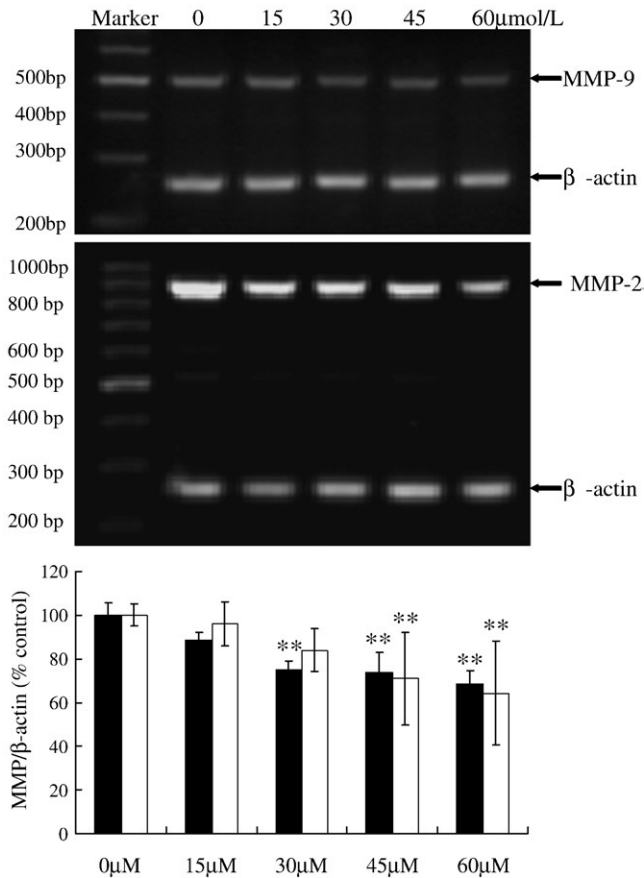 Marker 0 15 30 45 60μmol/L
500bp
MMP-9
400bp
300bp
β -actin
200bp
1000bp
MMP-2
800 bp
600 bp
500 bp
400 bp
300 bp
β -actin
200 bp
MMP/β-actin (% control)
120
100
80
60
40
20
0
** ** ** ** **
0μM 15μM 30μM 45μM 60μM